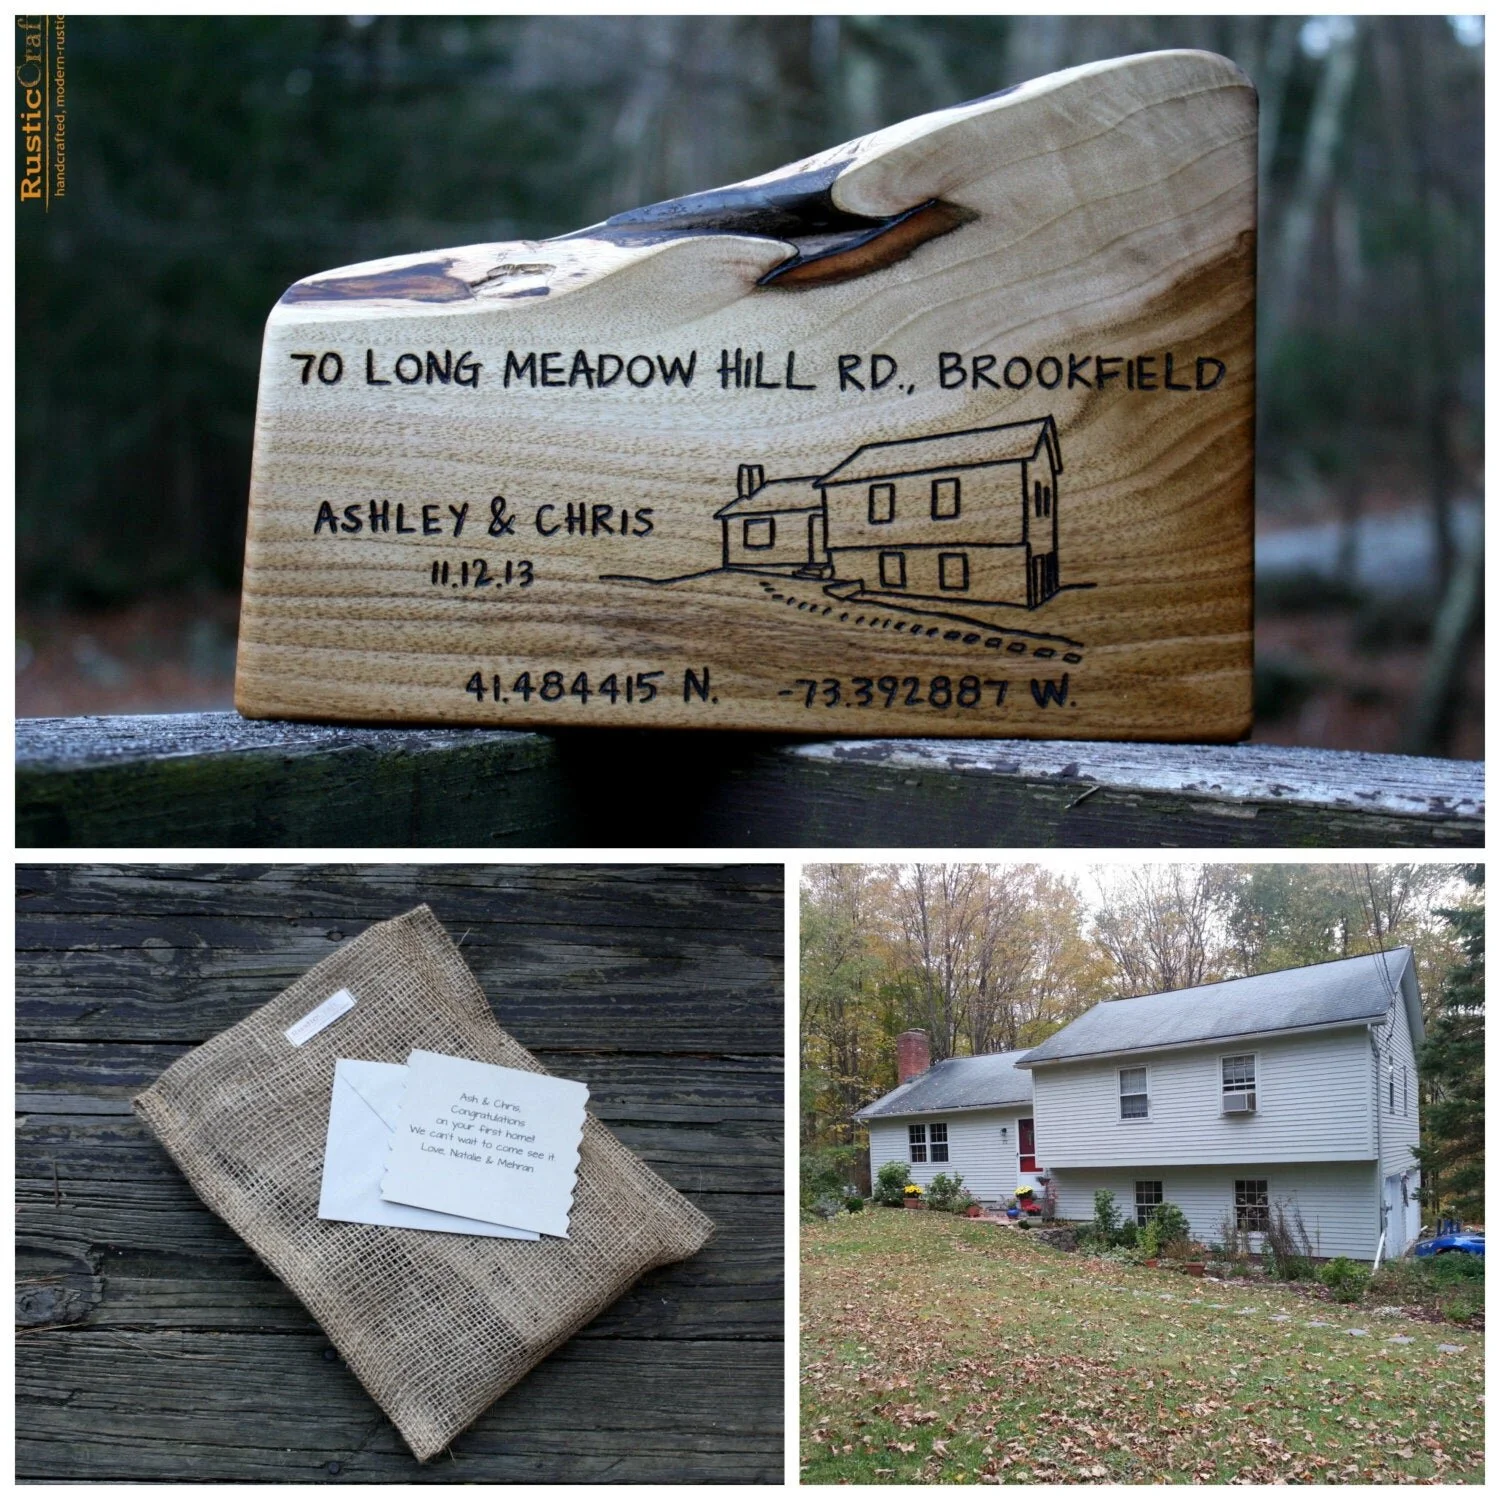 RusticCraf
handcrafted, modern-rustic
70 LONG MEADOW HILL RD., BROOKFIELD
ASHLEY & CHRIS
11.12.13
41.484415 N. -73.392887 W.
Ash & Chris,
Congratulations
on your first home!!
We can't wait to come see it.
Love, Natalie & Mehran